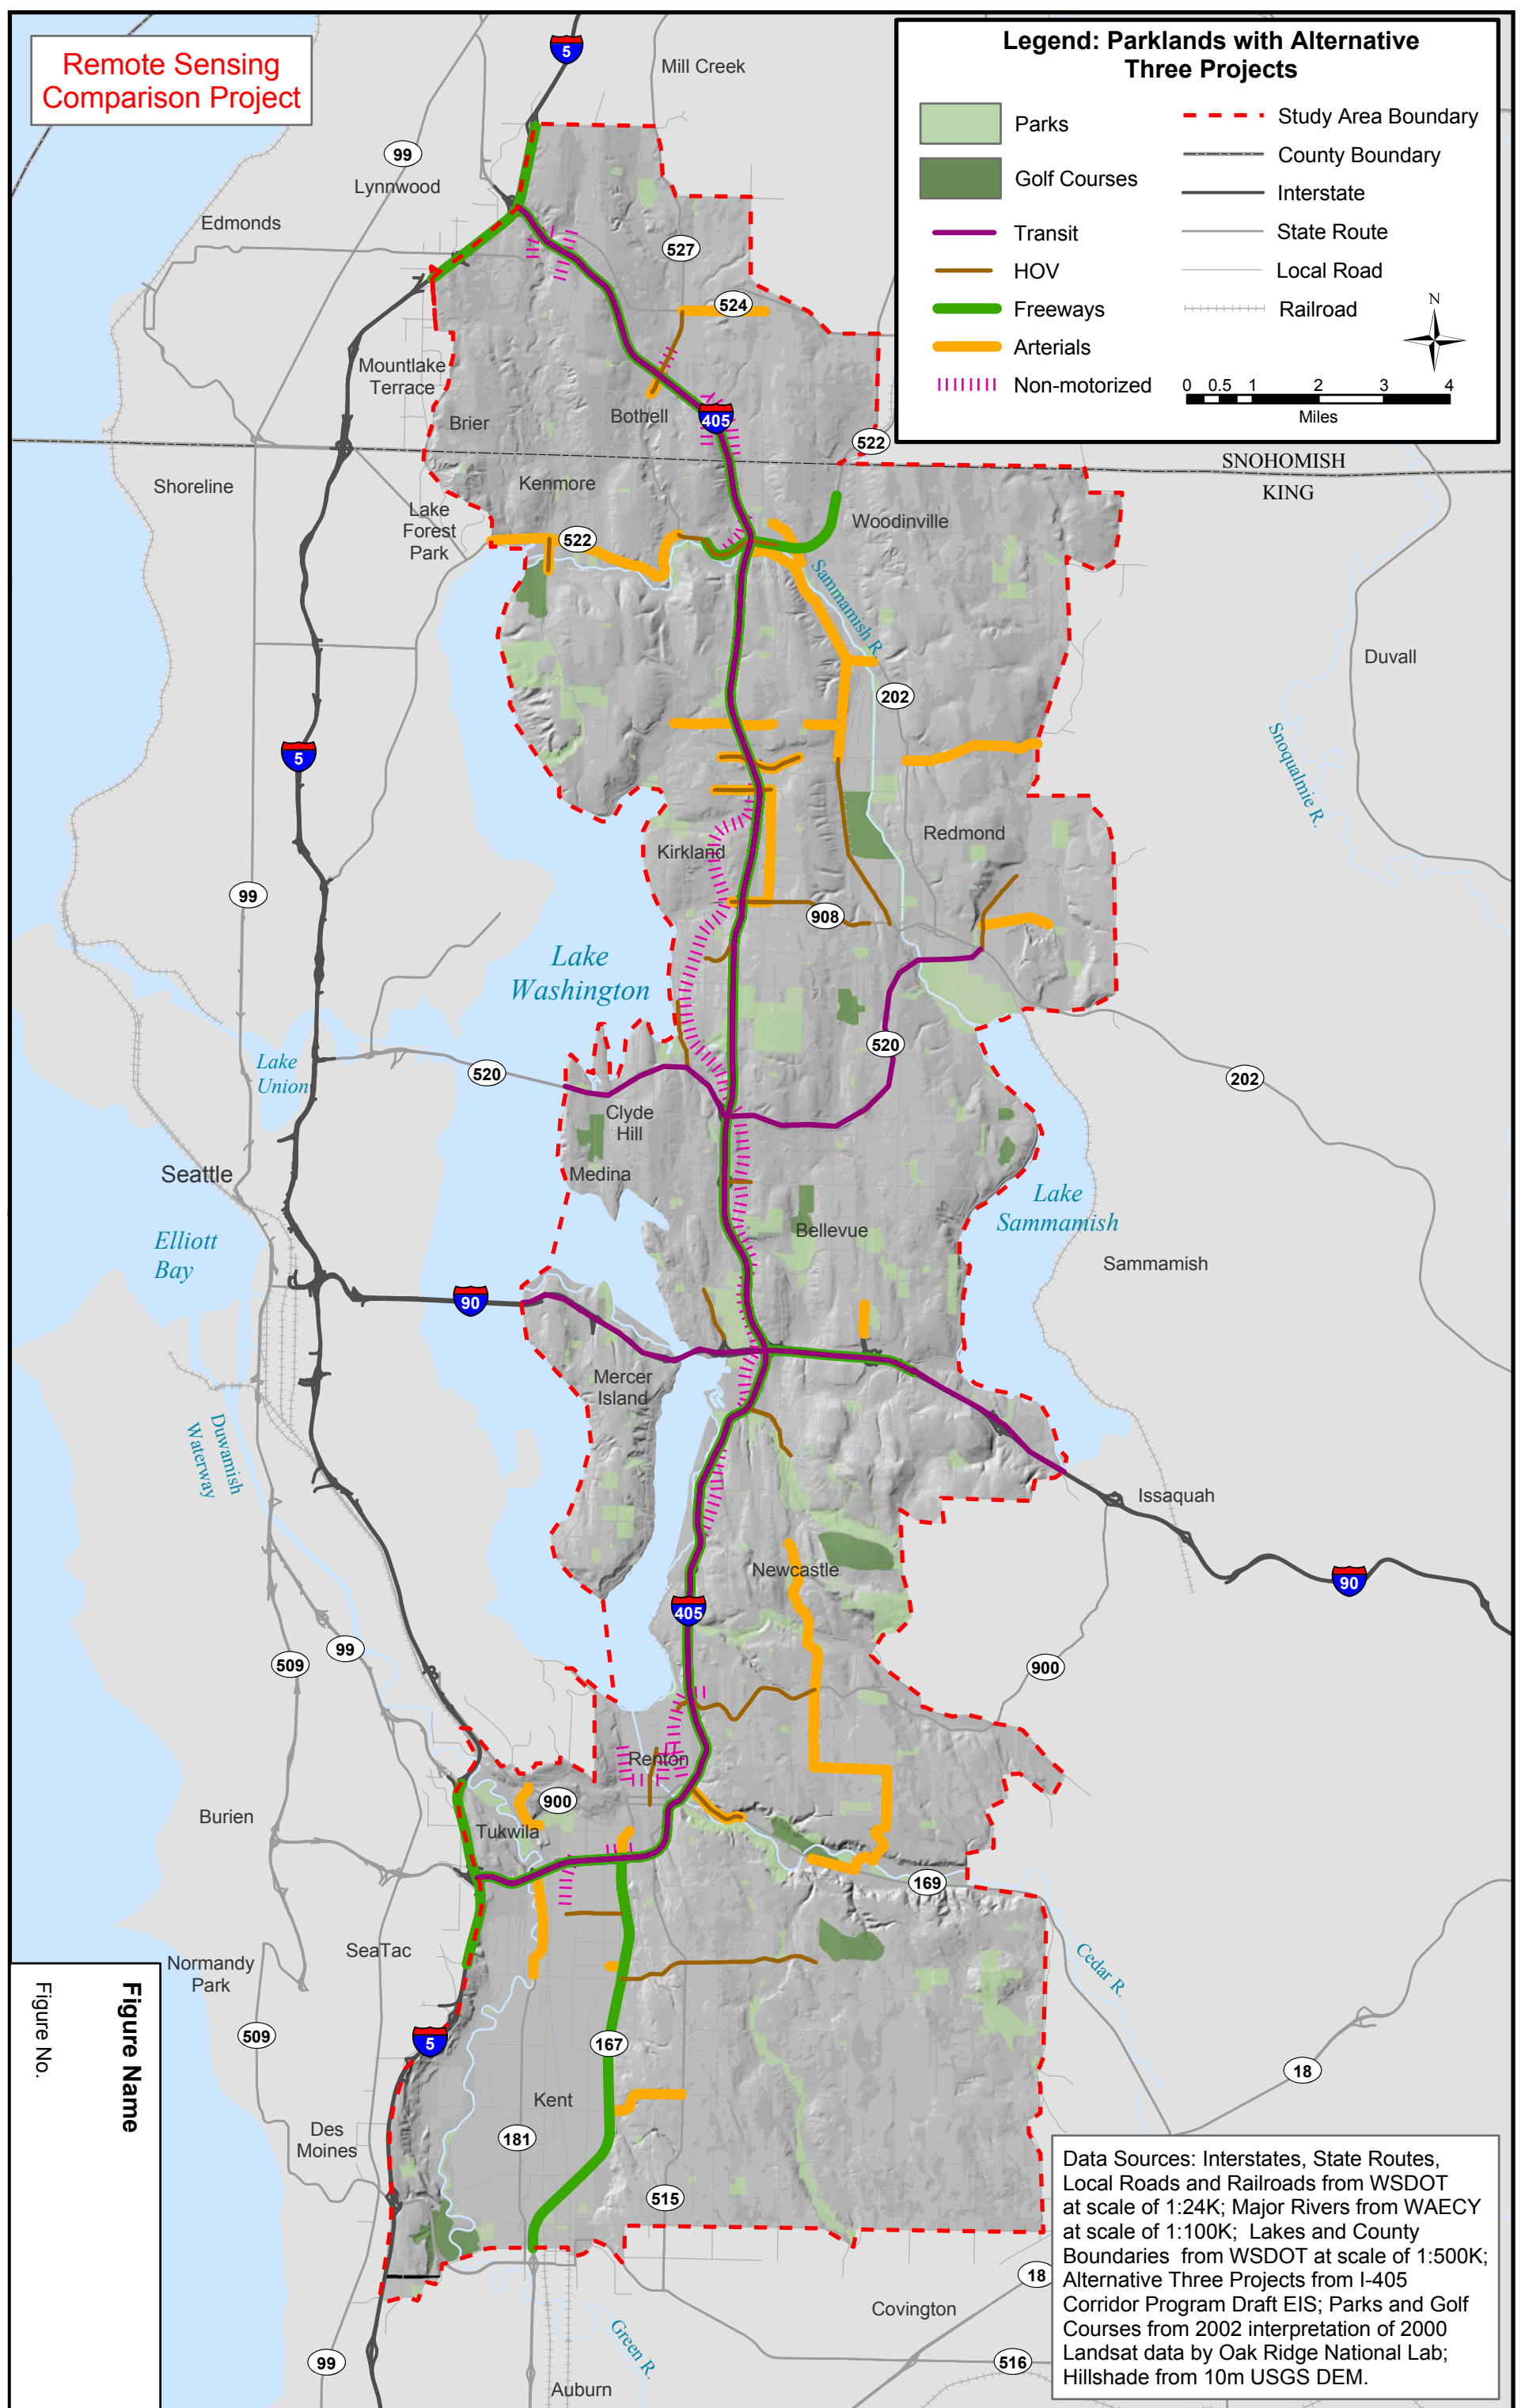 Remote Sensing
Comparison Project
Legend: Parklands with Alternative
Three Projects
Parks
Golf Courses
Transit
HOV
Freeways
Arterials
Non-motorized
Study Area Boundary
County Boundary
Interstate
State Route
Local Road
Railroad
N
0 0.5 1 2 3 4
Miles
5
Mill Creek
99
Lynnwood
Edmonds
527
524
Mountlake
Terrace
Brier
Bothell
405
522
SNOHOMISH
KING
Shoreline
Kenmore
Lake
Forest
Park
522
Woodinville
Sammamish R.
Duvall
202
Snoqualmie R.
5
Redmond
Kirkland
99
908
Lake
Washington
520
Lake
Union
520
202
Clyde
Hill
Medina
Seattle
Lake
Sammamish
Bellevue
Elliott
Bay
Sammamish
90
Mercer
Island
Duwamish
Waterway
Issaquah
Newcastle
90
405
99
509
900
Renton
900
Burien
Tukwila
169
SeaTac
Normandy
Park
Cedar R.
509
5
167
18
Kent
Des
Moines
181
515
18
Covington
Green R.
99
516
Auburn
Figure Name
Figure No.
Data Sources: Interstates, State Routes,
Local Roads and Railroads from WSDOT
at scale of 1:24K; Major Rivers from WAECY
at scale of 1:100K; Lakes and County
Boundaries from WSDOT at scale of 1:500K;
Alternative Three Projects from I-405
Corridor Program Draft EIS; Parks and Golf
Courses from 2002 interpretation of 2000
Landsat data by Oak Ridge National Lab;
Hillshade from 10m USGS DEM.